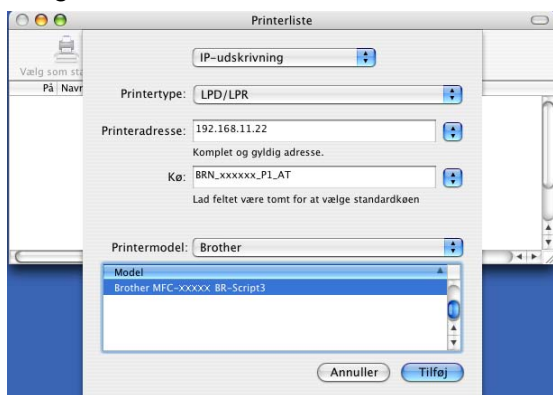 Printerliste
IP-udskrivning
Vælg som sta
På Navn
Printertype: LPD/LPR
Printeradresse: 192.168.11.22
Komplet og gyldig adresse.
Kø: BRN_xxxxxx_P1_AT
Lad feltet være tomt for at vælge standardkøen
Printermodel: Brother
Model
Brother MFC-xxxxx BR-Script3
Annuller Tilføj